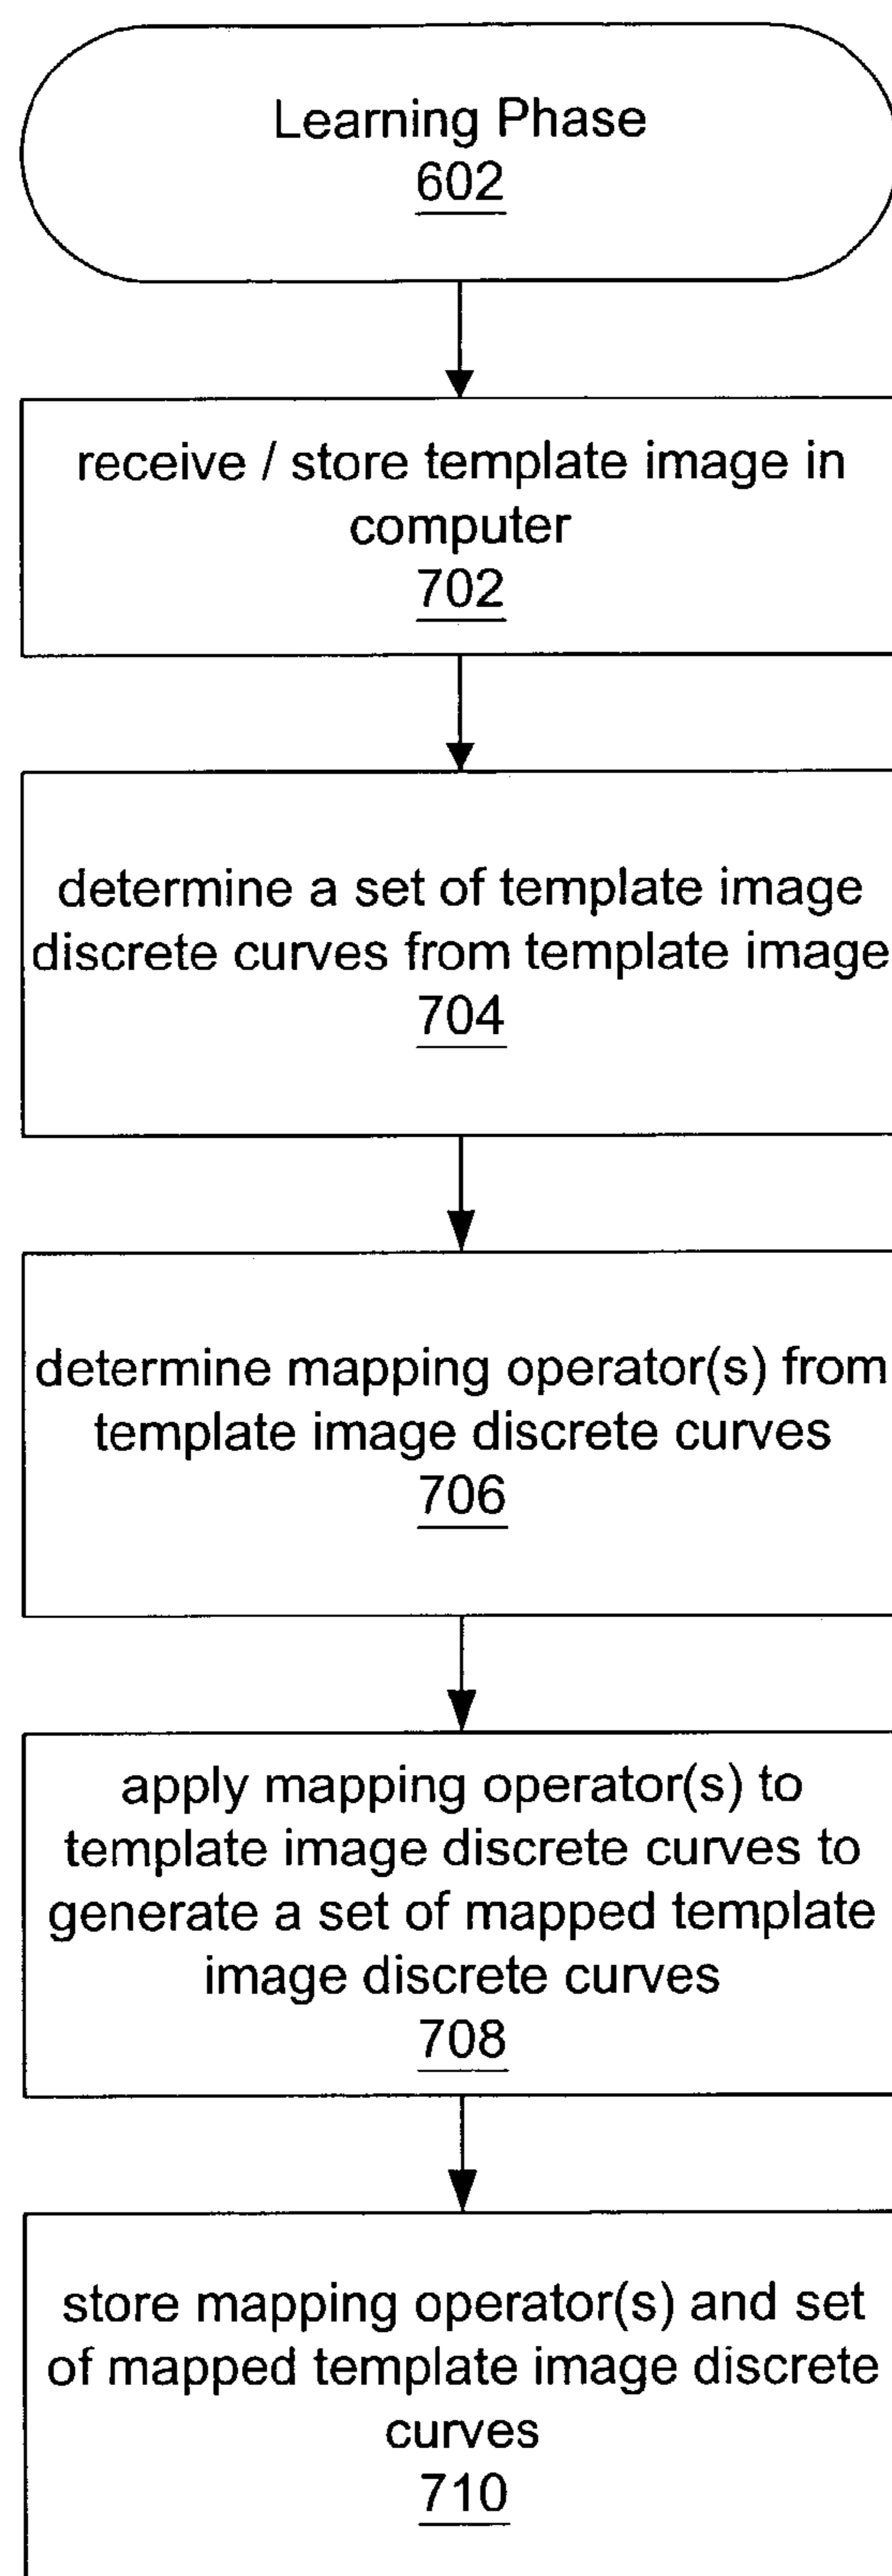 Learning Phase
602
receive / store template image in
computer
702
determine a set of template image
discrete curves from template image
704
determine mapping operator(s) from
template image discrete curves
706
apply mapping operator(s) to
template image discrete curves to
generate a set of mapped template
image discrete curves
708
store mapping operator(s) and set
of mapped template image discrete
curves
710